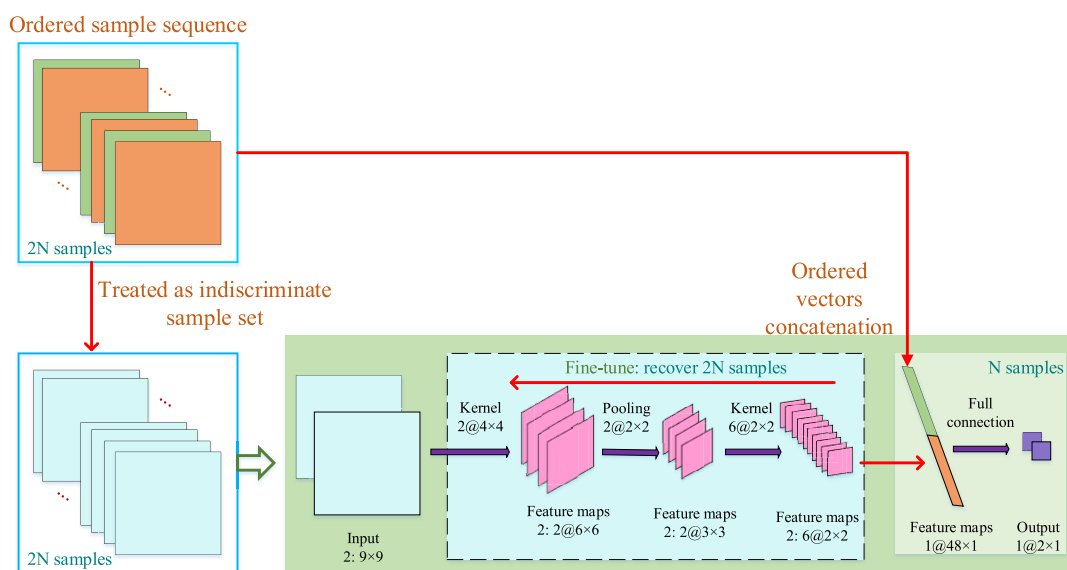 Ordered sample sequence
2N samples
Treated as indiscriminate
sample set
Ordered
vectors
concatenation
2N samples
Input
2: 9×9
Fine-tune: recover 2N samples
Kernel
2@4×4
Pooling
2@2×2
Kernel
6@2×2
Feature maps
2: 2@6×6
Feature maps
2: 2@3×3
Feature maps
2: 6@2×2
N samples
Full
connection
Feature maps
1@48×1
Output
1@2×1